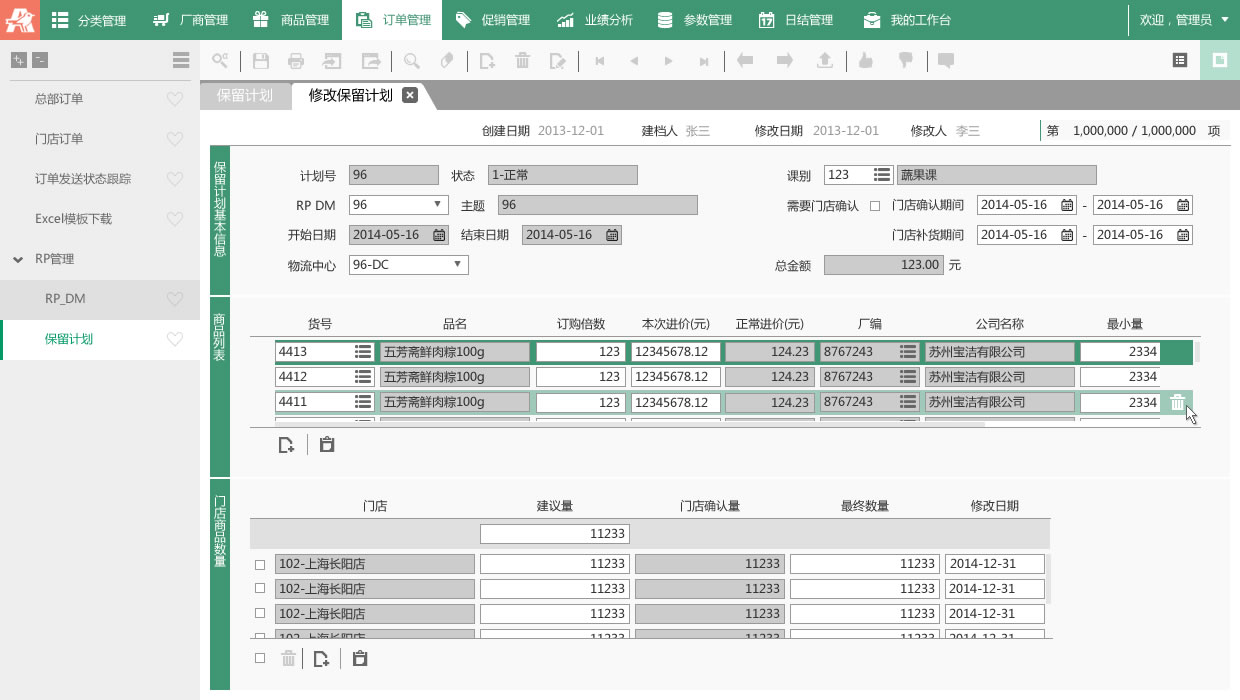 分类管理 厂商管理 商品管理 订单管理 促销管理 业绩分析 参数管理 17 日结管理 我的工作台 欢迎，管理员
总部订单
门店订单
订单发送状态跟踪
Excel模板下载
RP管理
RP_DM
保留计划
保留计划 修改保留计划
创建日期 2013-12-01 建档人 张三 修改日期 2013-12-01 修改人 李三 第 1,000,000 / 1,000,000 项
保留计划基本信息
计划号 96 状态 1-正常 课别 123 蔬果课
RP DM 96 主题 96 需要门店确认 门店确认期间 2014-05-16 - 2014-05-16
开始日期 2014-05-16 结束日期 2014-05-16 门店补货期间 2014-05-16 - 2014-05-16
物流中心 96-DC 总金额 123.00 元
商品列表
货号 品名 订购倍数 本次进价(元) 正常进价(元) 厂编 公司名称 最小量
4413 五芳斋鲜肉粽100g 123 12345678.12 124.23 8767243 苏州宝洁有限公司 2334
4412 五芳斋鲜肉粽100g 123 12345678.12 124.23 8767243 苏州宝洁有限公司 2334
4411 五芳斋鲜肉粽100g 123 12345678.12 124.23 8767243 苏州宝洁有限公司 2334
门店商品数量
门店 建议量 门店确认量 最终数量 修改日期
11233
102-上海长阳店 11233 11233 11233 2014-12-31
102-上海长阳店 11233 11233 11233 2014-12-31
102-上海长阳店 11233 11233 11233 2014-12-31
102-上海长阳店 11233 11233 11233 2014-12-31